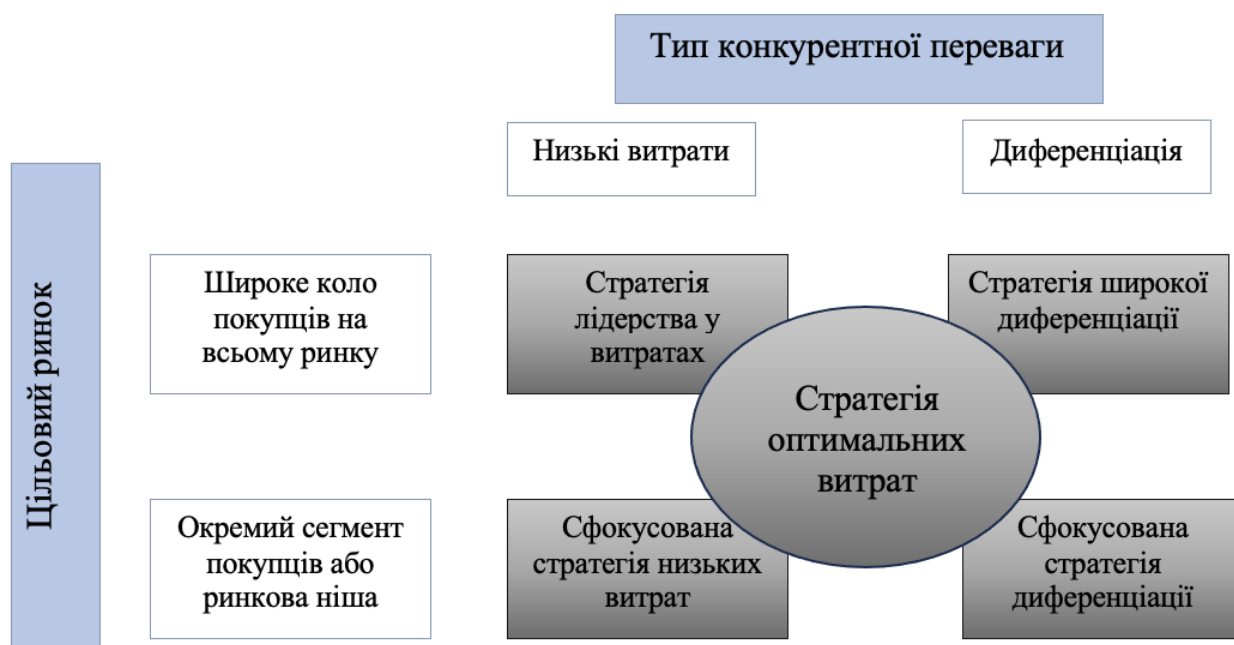 Тип конкурентної переваги
Низькі витрати
Диференціація
Цільовий ринок
Широке коло
покупців на
всьому ринку
Стратегія
лідерства у
витратах
Стратегія широкої
диференціації
Стратегія
оптимальних
витрат
Окремий сегмент
покупців або
ринкова ніша
Сфокусована
стратегія низьких
витрат
Сфокусована
стратегія
диференціації